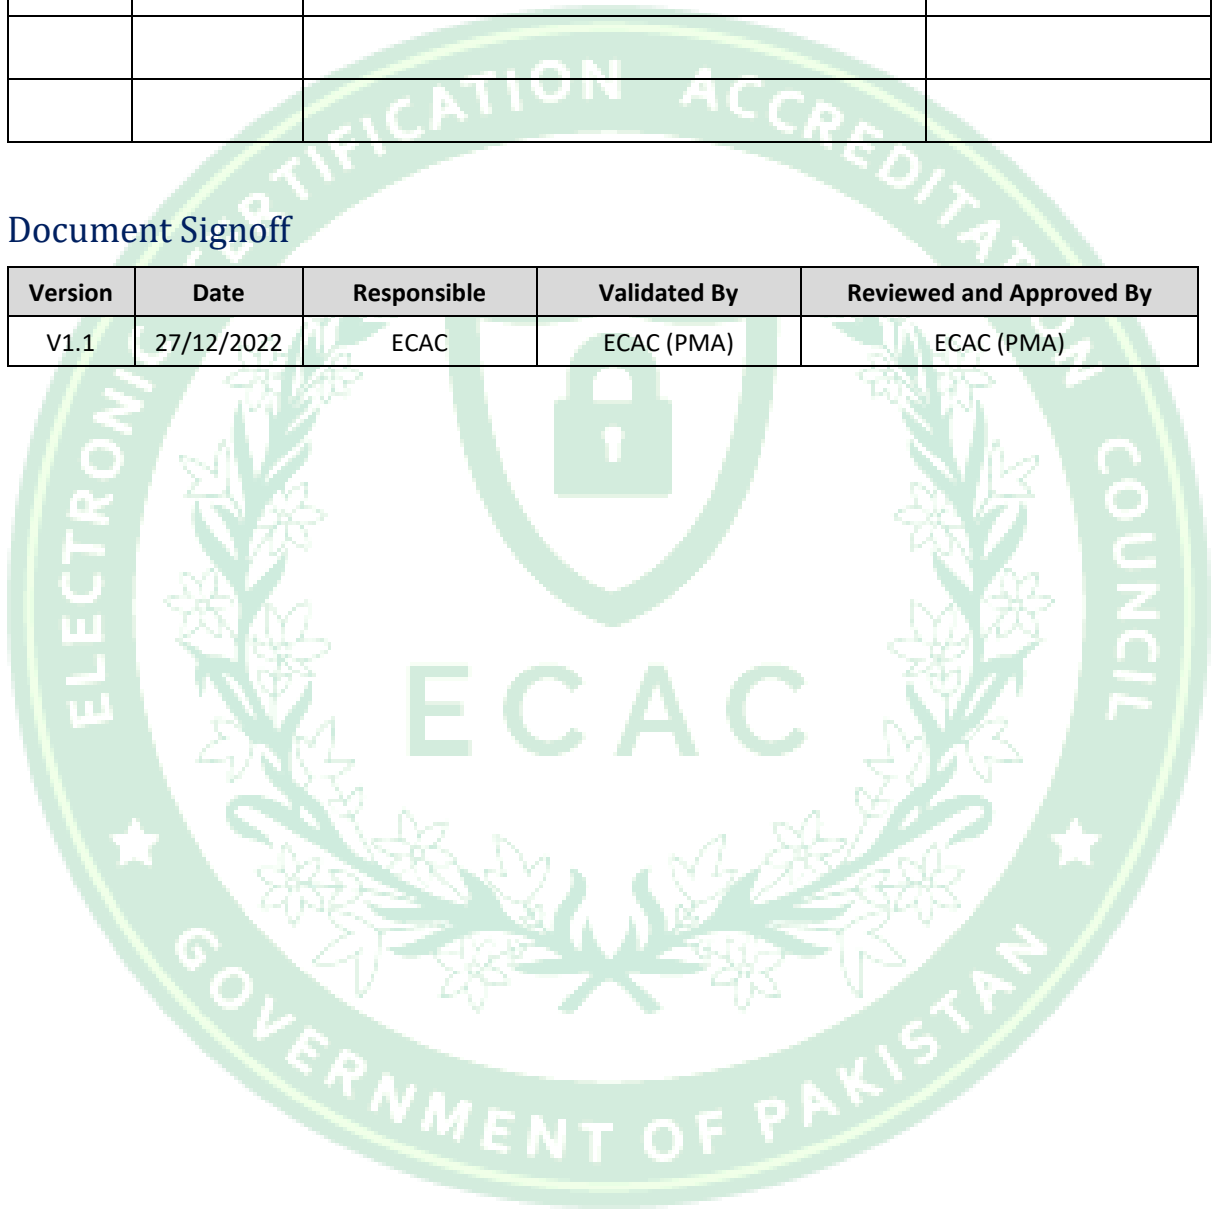 Document Signoff
Version Date Responsible Validated By Reviewed and Approved By
V1.1 27/12/2022 ECAC ECAC (PMA) ECAC (PMA)
ELECTRONIC CERTIFICATION ACCREDITATION COUNCIL
ECAC
GOVERNMENT OF PAKISTAN